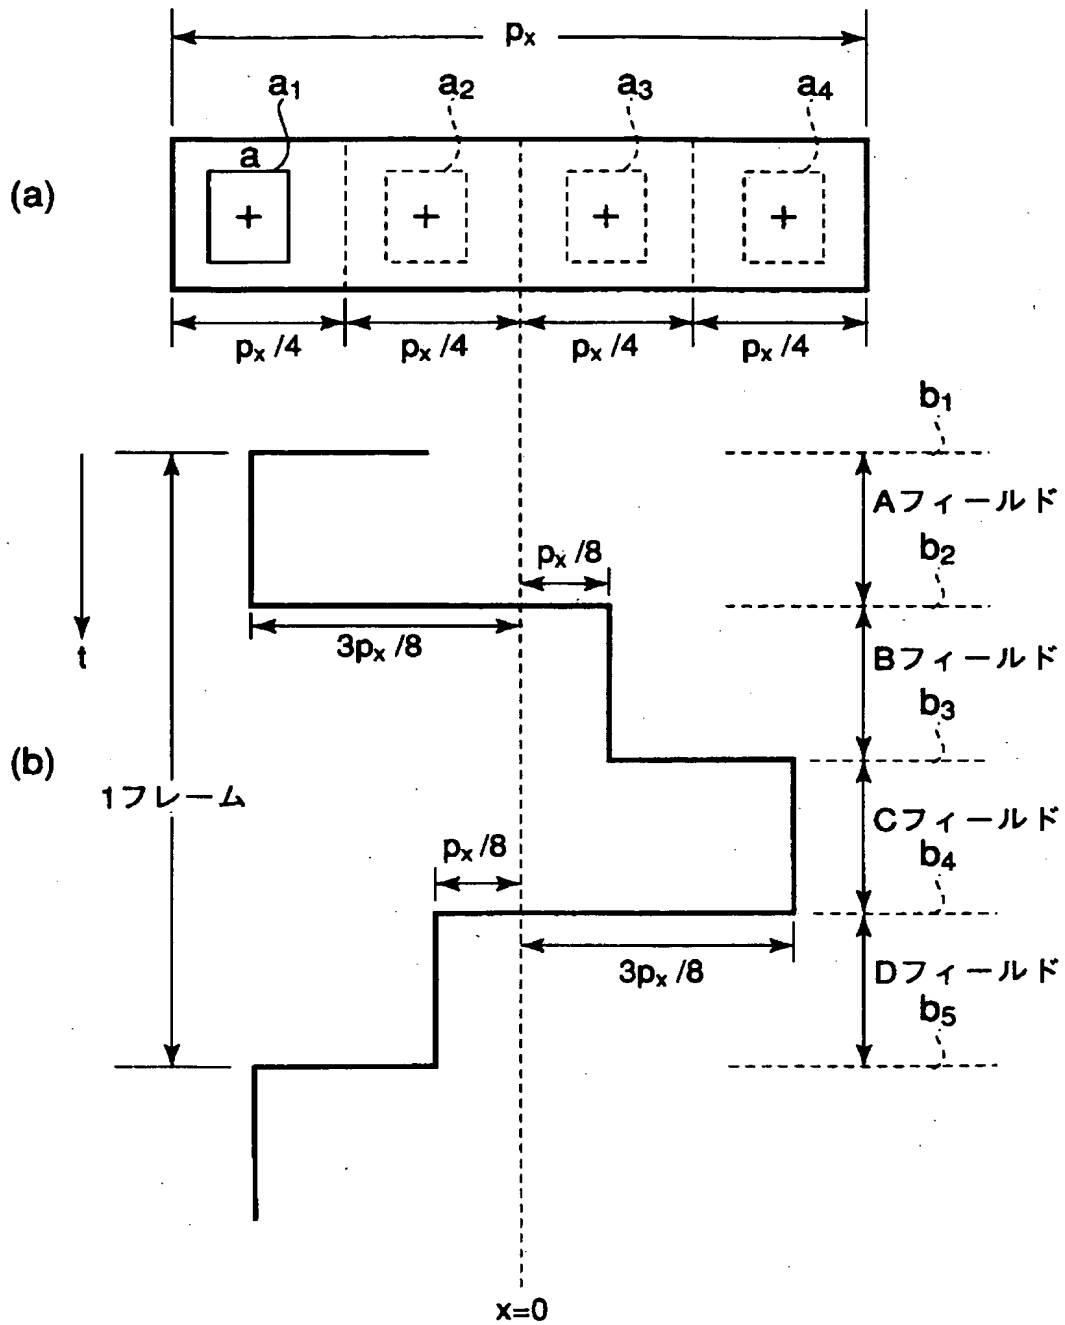 px
a1
a2
a3
a4
a
(a)
px/4
px/4
px/4
px/4
b1
Aフィールド
b2
px/8
3px/8
t
Bフィールド
b3
(b)
1フレーム
Cフィールド
px/8
b4
3px/8
Dフィールド
b5
x=0